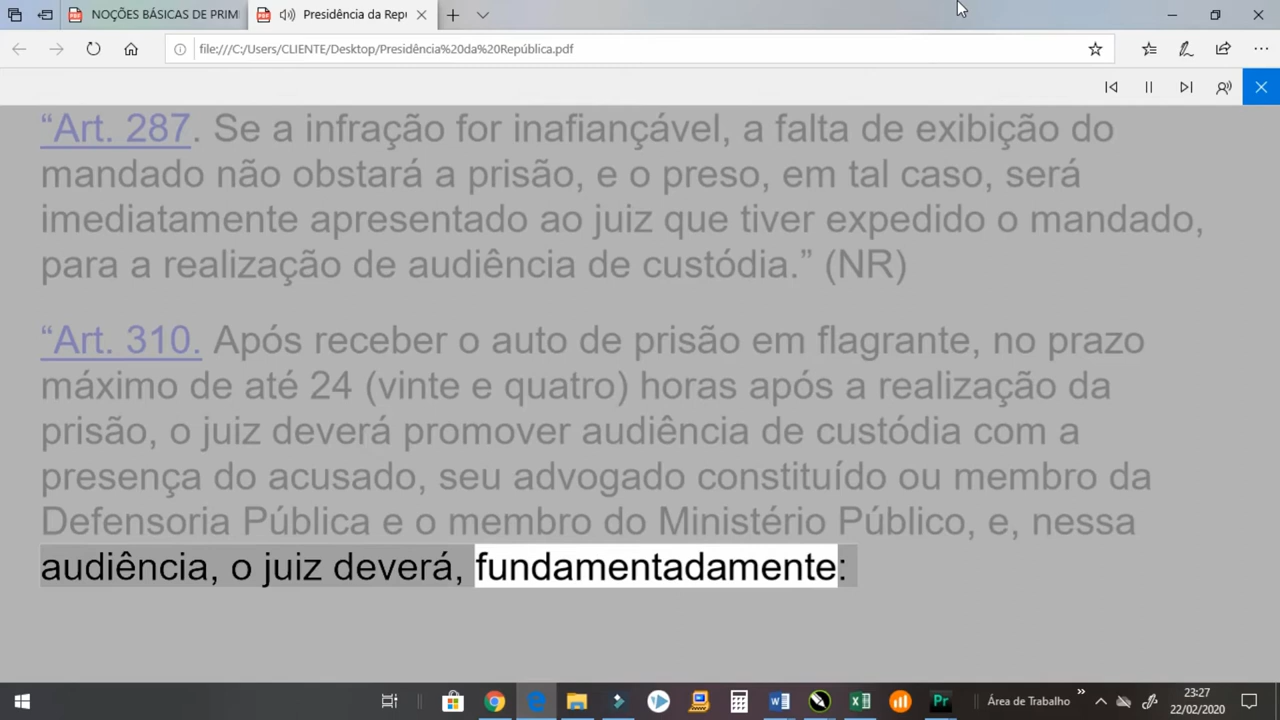 NOÇÕES BÁSICAS DE PRIM
Presidência da Repu
file:///C:/Users/CLIENTE/Desktop/Presidência%20da%20República.pdf
“Art. 287. Se a infração for inafiançável, a falta de exibição do
mandado não obstará a prisão, e o preso, em tal caso, será
imediatamente apresentado ao juiz que tiver expedido o mandado,
para a realização de audiência de custódia.” (NR)
“Art. 310. Após receber o auto de prisão em flagrante, no prazo
máximo de até 24 (vinte e quatro) horas após a realização da
prisão, o juiz deverá promover audiência de custódia com a
presença do acusado, seu advogado constituído ou membro da
Defensoria Pública e o membro do Ministério Público, e, nessa
audiência, o juiz deverá, fundamentadamente:
Pr
Área de Trabalho
23:27
22/02/2020